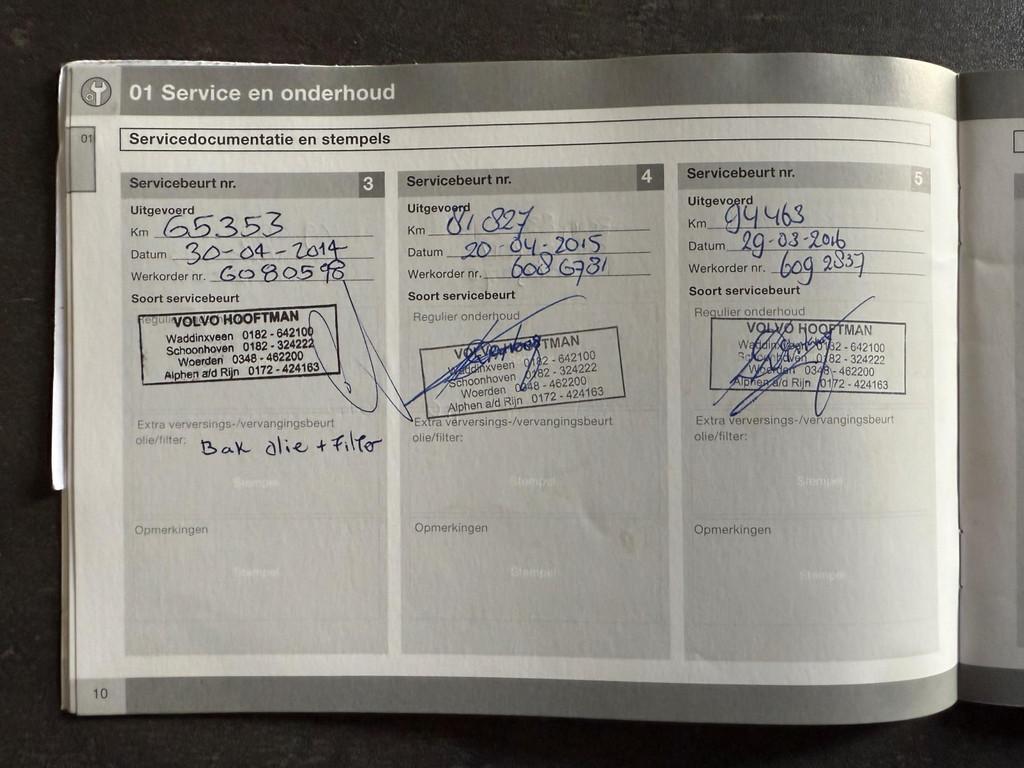 01 Service en onderhoud
01
Servicedocumentatie en stempels
Servicebeurt nr. 3
Uitgevoerd
Km 65353
Datum 30-04-2014
Werkorder nr. 6080598
Soort servicebeurt
Regulier
VOLVO HOOFTMAN
Waddinxveen 0182 - 642100
Schoonhoven 0182 - 324222
Woerden 0348 - 462200
Alphen a/d Rijn 0172 - 424163
Extra verversings-/vervangingsbeurt
olie/filter: Bak olie + Filter
Stempel
Opmerkingen
Stempel
Servicebeurt nr. 4
Uitgevoerd
Km 81827
Datum 20-04-2015
Werkorder nr. 6086781
Soort servicebeurt
Regulier onderhoud
VOLVO HOOFTMAN
Waddinxveen 0182 - 642100
Schoonhoven 0182 - 324222
Woerden 0348 - 462200
Alphen a/d Rijn 0172 - 424163
Extra verversings-/vervangingsbeurt
olie/filter:
Stempel
Opmerkingen
Stempel
Servicebeurt nr. 5
Uitgevoerd
Km 94463
Datum 29-03-2016
Werkorder nr. 6092837
Soort servicebeurt
Regulier onderhoud
VOLVO HOOFTMAN
Waddinxveen 0182 - 642100
Schoonhoven 0182 - 324222
Woerden 0348 - 462200
Alphen a/d Rijn 0172 - 424163
Extra verversings-/vervangingsbeurt
olie/filter:
Stempel
Opmerkingen
Stempel
10